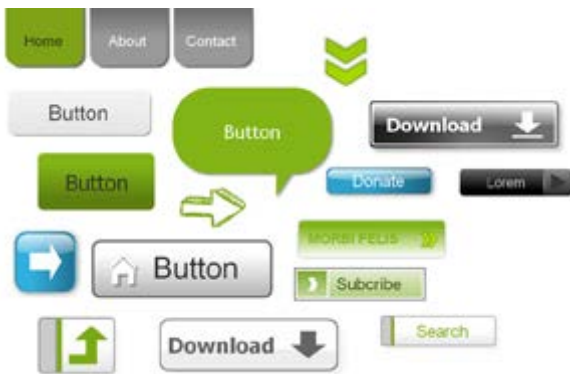 Home
About
Contact
Button
Button
Download
Button
Donate
Lorem
MORBI FELIS
Button
Subcribe
Download
Search